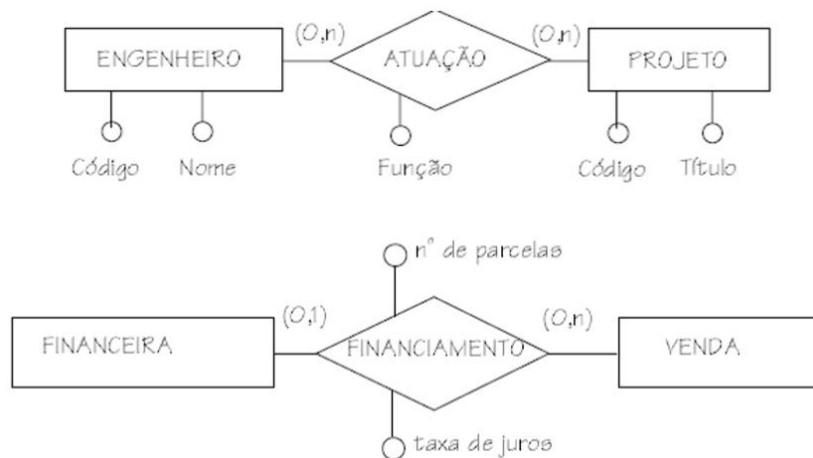 (0,n) (0,n)
ENGENHEIRO ATUAÇÃO PROJETO
Código Nome Função Código Título
n° de parcelas
(0,1) (0,n)
FINANCEIRA FINANCIAMENTO VENDA
taxa de juros